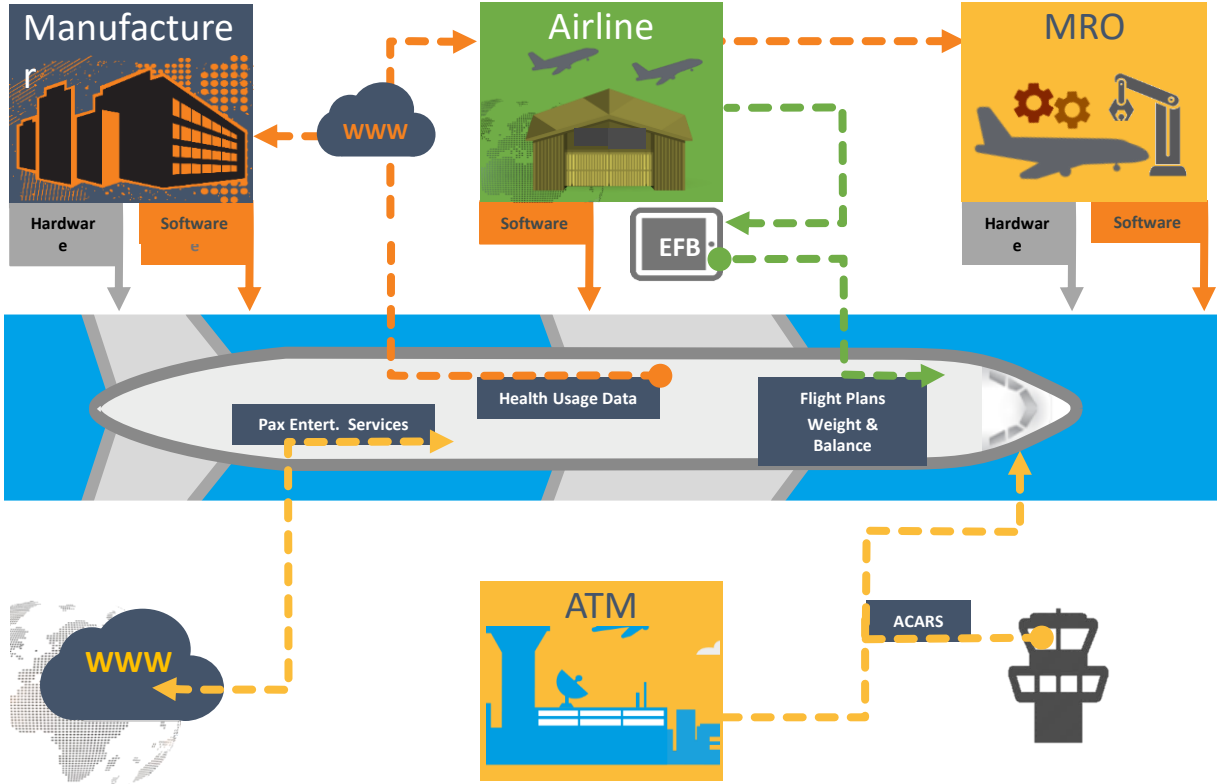 Manufacture
r
Airline
MRO
WWW
Hardwar
e
Software
e
Software
EFB
Hardwar
e
Software
Health Usage Data
Flight Plans
Weight &
Balance
Pax Entert. Services
WWW
ATM
ACARS